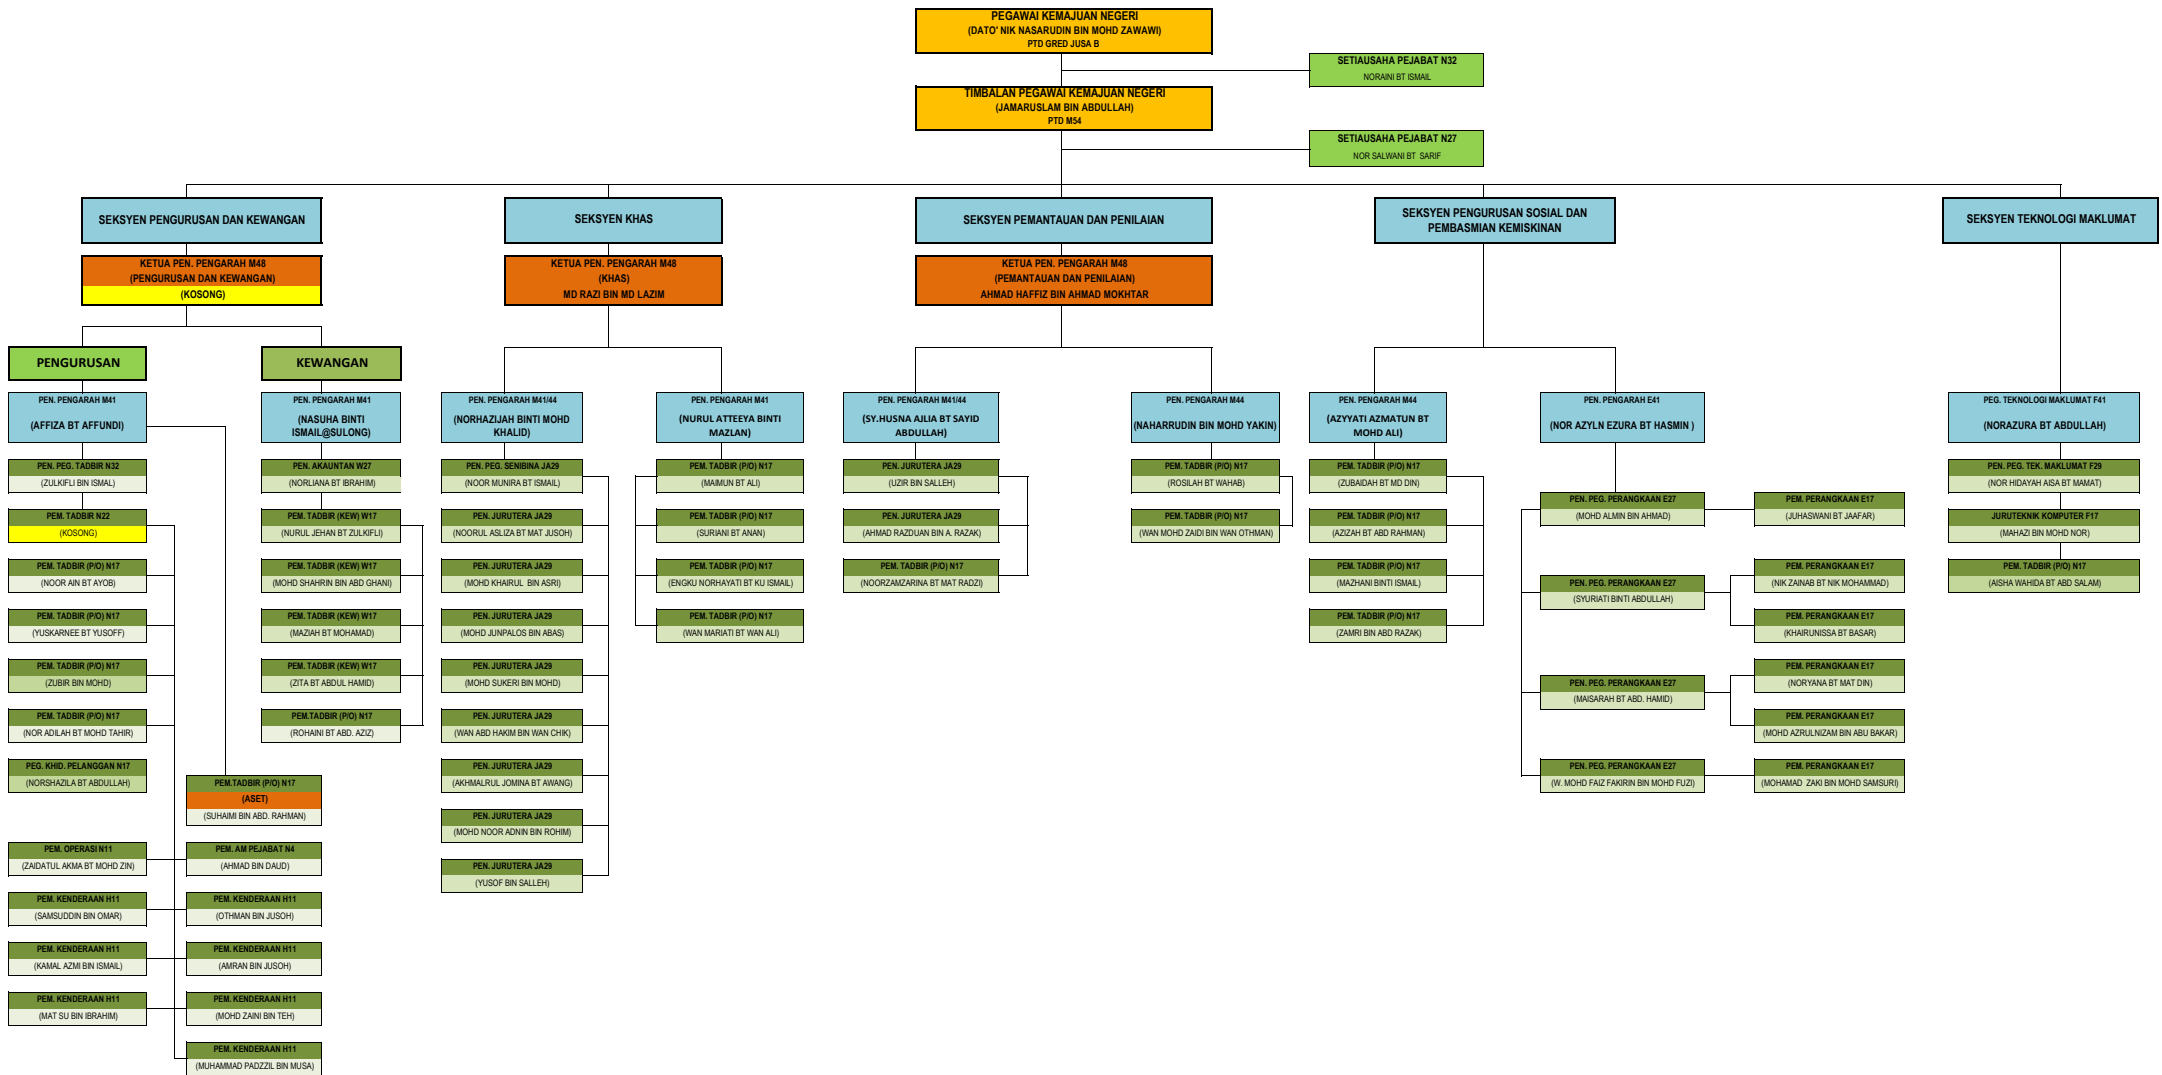 PEGAWAI KEMAJUAN NEGERI
(DATO' NIK NASARUDIN BIN MOHD ZAWAWI)
PTD GRED JUSA B
SETIAUSAHA PEJABAT N32
NORAINI BT ISMAIL
TIMBALAN PEGAWAI KEMAJUAN NEGERI
(JAMARUSLAM BIN ABDULLAH)
PTD M54
SETIAUSAHA PEJABAT N27
NOR SALWANI BT SARIF
SEKSYEN PENGURUSAN DAN KEWANGAN
KETUA PEN. PENGARAH M48
(PENGURUSAN DAN KEWANGAN)
(KOSONG)
PENGURUSAN
PEN. PENGARAH M41
(AFFIZA BT AFFUNDI)
PEN. PEG. TADBIR N32
(ZULKIFLI BIN ISMAL)
PEM. TADBIR N22
(KOSONG)
PEM. TADBIR (P/O) N17
(NOOR AIN BT AYOB)
PEM. TADBIR (P/O) N17
(YUSKARNEE BT YUSOFF)
PEM. TADBIR (P/O) N17
(ZUBIR BIN MOHD)
PEM. TADBIR (P/O) N17
(NOR ADILAH BT MOHD TAHIR)
PEG. KHID. PELANGGAN N17
(NORSHAZILA BT ABDULLAH)
PEM.TADBIR (P/O) N17
(ASET)
(SUHAIMI BIN ABD. RAHMAN)
PEM. OPERASI N11
(ZAIDATUL AKMA BT MOHD ZIN)
PEM. AM PEJABAT N4
(AHMAD BIN DAUD)
PEM. KENDERAAN H11
(SAMSUDDIN BIN OMAR)
PEM. KENDERAAN H11
(OTHMAN BIN JUSOH)
PEM. KENDERAAN H11
(KAMAL AZMI BIN ISMAIL)
PEM. KENDERAAN H11
(AMRAN BIN JUSOH)
PEM. KENDERAAN H11
(MAT SU BIN IBRAHIM)
PEM. KENDERAAN H11
(MOHD ZAINI BIN TEH)
PEM. KENDERAAN H11
(MUHAMMAD PADZZIL BIN MUSA)
KEWANGAN
PEN. PENGARAH M41
(NASUHA BINTI
ISMAIL@SULONG)
PEN. AKAUNTAN W27
(NORLIANA BT IBRAHIM)
PEM. TADBIR (KEW) W17
(NURUL JEHAN BT ZULKIFLI)
PEM. TADBIR (KEW) W17
(MOHD SHAHRIN BIN ABD GHANI)
PEM. TADBIR (KEW) W17
(MAZIAH BT MOHAMAD)
PEM. TADBIR (KEW) W17
(ZITA BT ABDUL HAMID)
PEM.TADBIR (P/O) N17
(ROHAINI BT ABD. AZIZ)
SEKSYEN KHAS
KETUA PEN. PENGARAH M48
(KHAS)
MD RAZI BIN MD LAZIM
PEN. PENGARAH M41/44
(NORHAZIJAH BINTI MOHD
KHALID)
PEN. PEG. SENIBINA JA29
(NOOR MUNIRA BT ISMAIL)
PEN. JURUTERA JA29
(NOORUL ASLIZA BT MAT JUSOH)
PEN. JURUTERA JA29
(MOHD KHAIRUL BIN ASRI)
PEN. JURUTERA JA29
(MOHD JUNPALOS BIN ABAS)
PEN. JURUTERA JA29
(MOHD SUKERI BIN MOHD)
PEN. JURUTERA JA29
(WAN ABD HAKIM BIN WAN CHIK)
PEN. JURUTERA JA29
(AKHMALRUL JOMINA BT AWANG)
PEN. JURUTERA JA29
(MOHD NOOR ADNIN BIN ROHIM)
PEN. JURUTERA JA29
(YUSOF BIN SALLEH)
PEN. PENGARAH M41
(NURUL ATTEEYA BINTI
MAZLAN)
PEM. TADBIR (P/O) N17
(MAIMUN BT ALI)
PEM. TADBIR (P/O) N17
(SURIANI BT ANAN)
PEM. TADBIR (P/O) N17
(ENGKU NORHAYATI BT KU ISMAIL)
PEM. TADBIR (P/O) N17
(WAN MARIATI BT WAN ALI)
SEKSYEN PEMANTAUAN DAN PENILAIAN
KETUA PEN. PENGARAH M48
(PEMANTAUAN DAN PENILAIAN)
AHMAD HAFFIZ BIN AHMAD MOKHTAR
PEN. PENGARAH M41/44
(SY.HUSNA AJLIA BT SAYID
ABDULLAH)
PEN. JURUTERA JA29
(UZIR BIN SALLEH)
PEN. JURUTERA JA29
(AHMAD RAZDUAN BIN A. RAZAK)
PEM. TADBIR (P/O) N17
(NOORZAMZARINA BT MAT RADZI)
PEN. PENGARAH M44
(NAHARRUDIN BIN MOHD YAKIN)
PEM. TADBIR (P/O) N17
(ROSILAH BT WAHAB)
PEM. TADBIR (P/O) N17
(WAN MOHD ZAIDI BIN WAN OTHMAN)
SEKSYEN PENGURUSAN SOSIAL DAN
PEMBASMIAN KEMISKINAN
PEN. PENGARAH M44
(AZYYATI AZMATUN BT
MOHD ALI)
PEM. TADBIR (P/O) N17
(ZUBAIDAH BT MD DIN)
PEM. TADBIR (P/O) N17
(AZIZAH BT ABD RAHMAN)
PEM. TADBIR (P/O) N17
(MAZHANI BINTI ISMAIL)
PEM. TADBIR (P/O) N17
(ZAMRI BIN ABD RAZAK)
PEN. PENGARAH E41
(NOR AZYLN EZURA BT HASMIN )
PEN. PEG. PERANGKAAN E27
(MOHD ALMIN BIN AHMAD)
PEM. PERANGKAAN E17
(JUHASWANI BT JAAFAR)
PEN. PEG. PERANGKAAN E27
(SYURIATI BINTI ABDULLAH)
PEM. PERANGKAAN E17
(NIK ZAINAB BT NIK MOHAMMAD)
PEM. PERANGKAAN E17
(KHAIRUNISSA BT BASAR)
PEN. PEG. PERANGKAAN E27
(MAISARAH BT ABD. HAMID)
PEM. PERANGKAAN E17
(NORYANA BT MAT DIN)
PEM. PERANGKAAN E17
(MOHD AZRULNIZAM BIN ABU BAKAR)
PEN. PEG. PERANGKAAN E27
(W. MOHD FAIZ FAKIRIN BIN MOHD FUZI)
PEM. PERANGKAAN E17
(MOHAMAD ZAKI BIN MOHD SAMSURI)
SEKSYEN TEKNOLOGI MAKLUMAT
PEG. TEKNOLOGI MAKLUMAT F41
(NORAZURA BT ABDULLAH)
PEN. PEG. TEK. MAKLUMAT F29
(NOR HIDAYAH AISA BT MAMAT)
JURUTEKNIK KOMPUTER F17
(MAHAZI BIN MOHD NOR)
PEM. TADBIR (P/O) N17
(AISHA WAHIDA BT ABD SALAM)